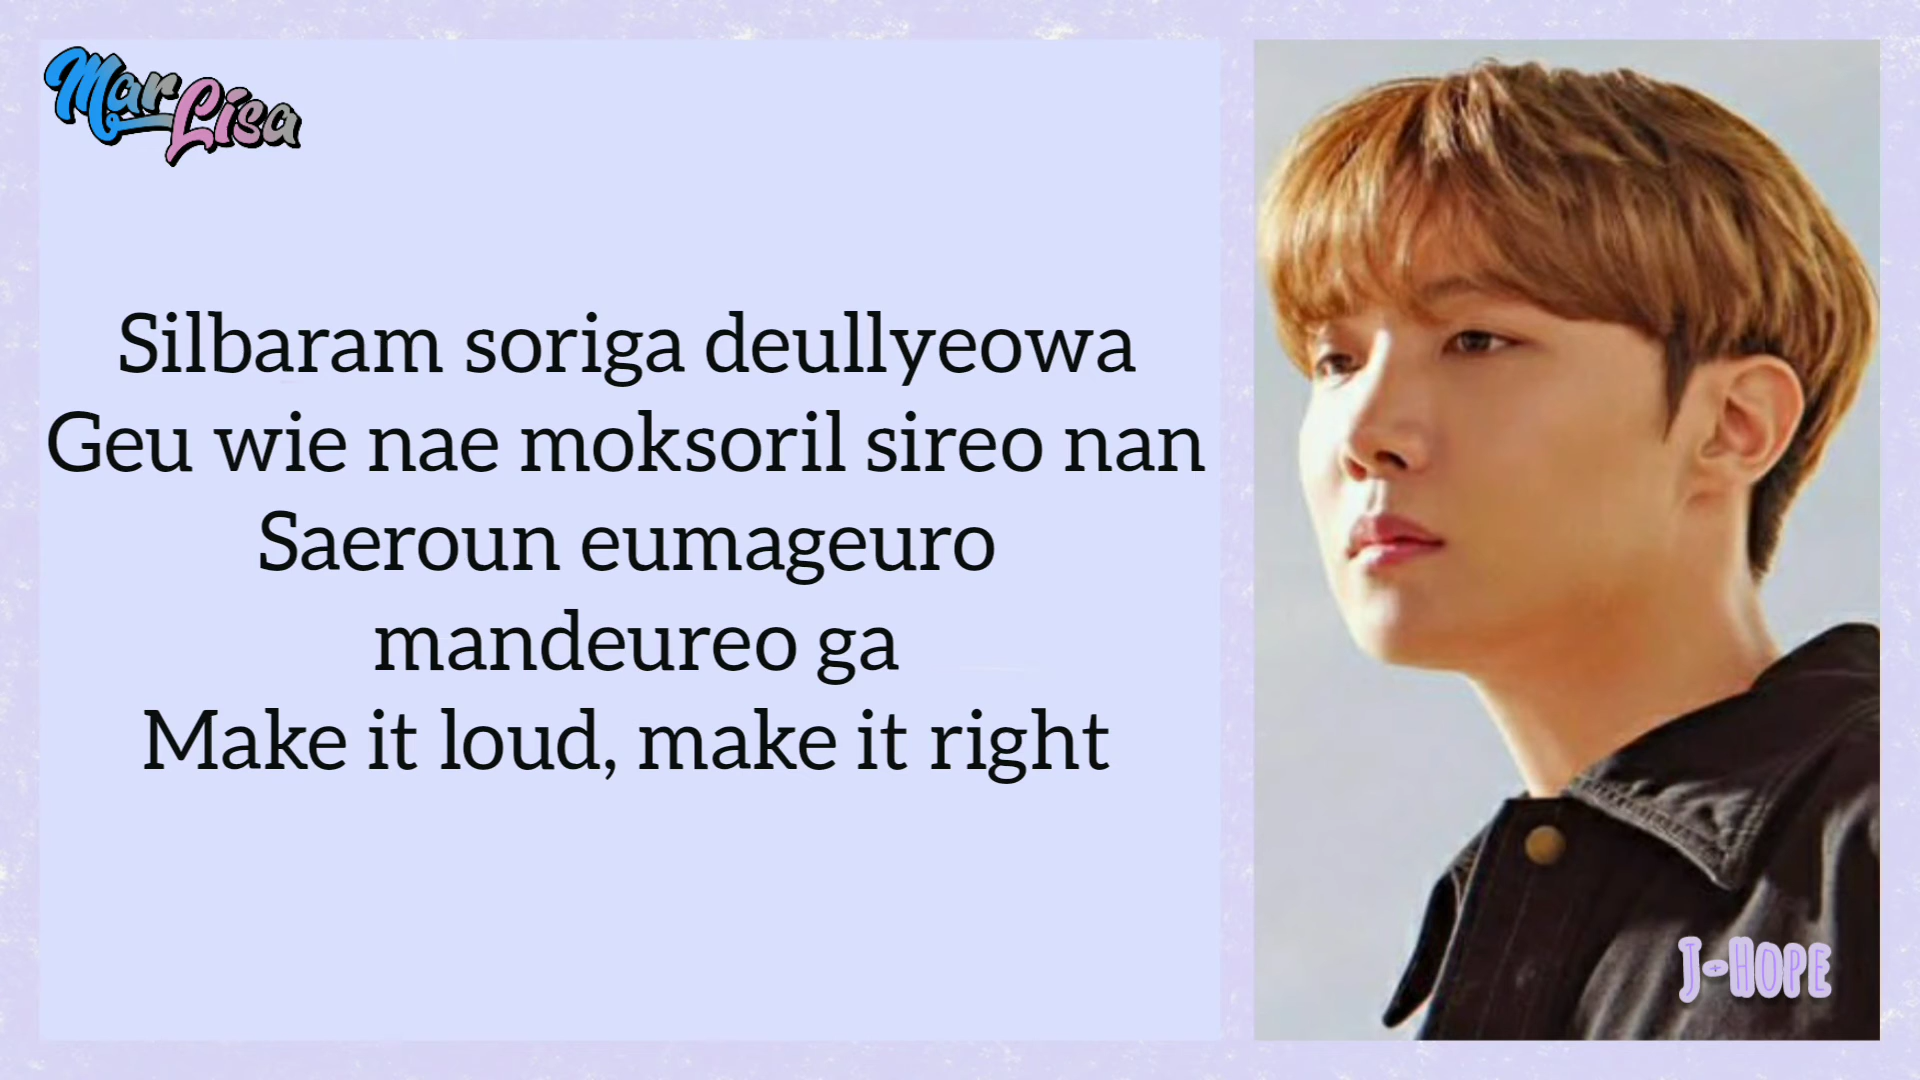 MarLisa
Silbaram soriga deullyeowa
Geu wie nae moksoril sireo nan
Saeroun eumageuro
mandeureo ga
Make it loud, make it right
J-HOPE